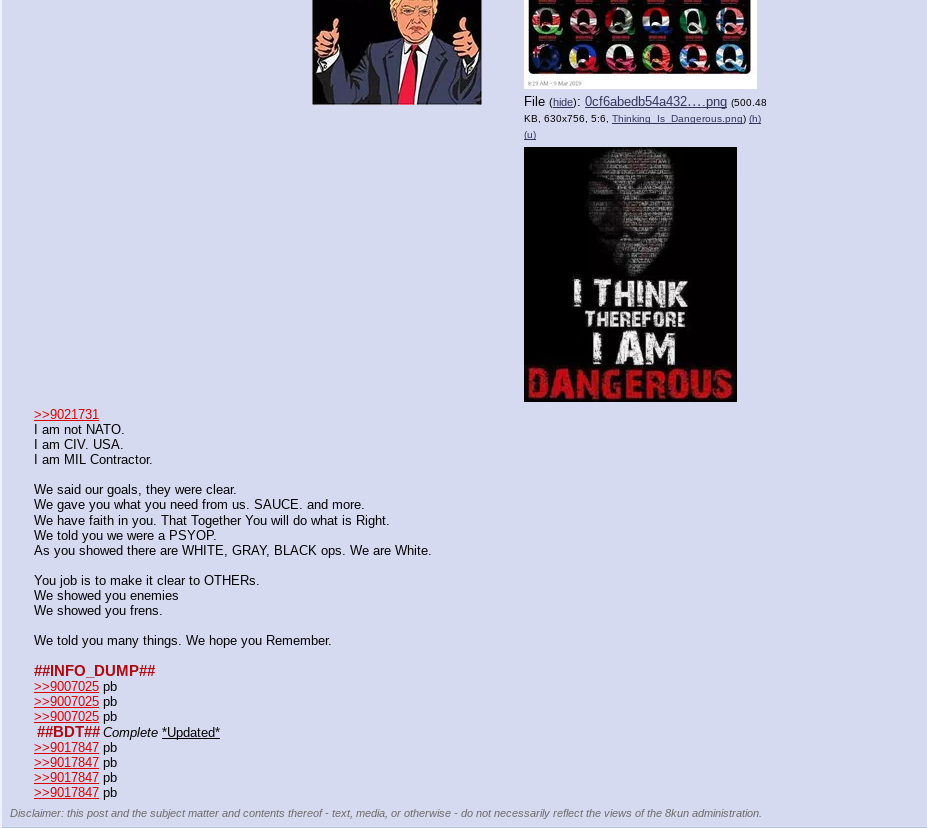 Q Q Q Q Q Q
Q Q Q Q Q Q
8:23 AM - 9 Mar 2020
File (hide): 0cf6abedb54a432….png (500.48
KB, 630x756, 5:6, Thinking_Is_Dangerous.png) (h)
(u)
I THINK
THEREFORE
I AM
DANGEROUS
>>9021731
I am not NATO.
I am CIV. USA.
I am MIL Contractor.
We said our goals, they were clear.
We gave you what you need from us. SAUCE. and more.
We have faith in you. That Together You will do what is Right.
We told you we were a PSYOP.
As you showed there are WHITE, GRAY, BLACK ops. We are White.
You job is to make it clear to OTHERs.
We showed you enemies
We showed you frens.
We told you many things. We hope you Remember.
##INFO_DUMP##
>>9007025 pb
>>9007025 pb
>>9007025 pb
##BDT## Complete *Updated*
>>9017847 pb
>>9017847 pb
>>9017847 pb
>>9017847 pb
Disclaimer: this post and the subject matter and contents thereof - text, media, or otherwise - do not necessarily reflect the views of the 8kun administration.